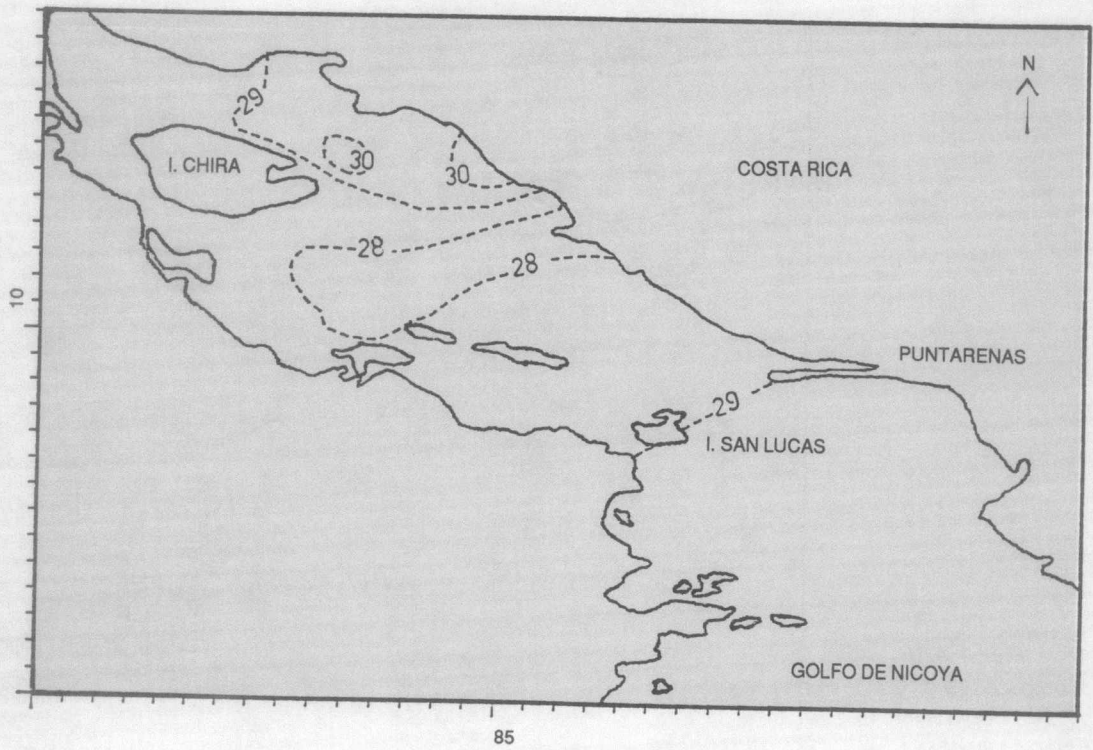 N
29
30
30
I. CHIRA
COSTA RICA
28
28
10
PUNTARENAS
29
I. SAN LUCAS
GOLFO DE NICOYA
85